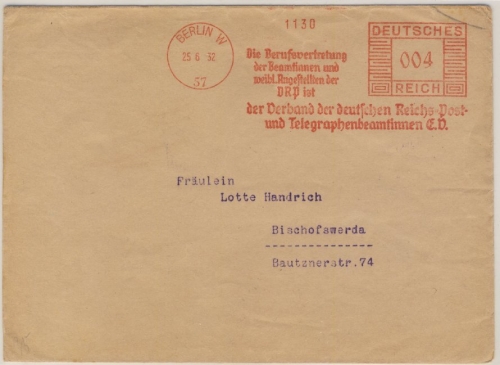 BERLIN W
25.6 32
57
1130
DEUTSCHES
004
REICH
Die Berufsvertretung
der Beamtinnen und
weibl. Angestellten der
DRP ist
der Verband der deutschen Reichs-Post-
und Telegraphenbeamtinnen E.V.
Fräulein
Lotte Handrich
Bischofswerda
Bautznerstr.74